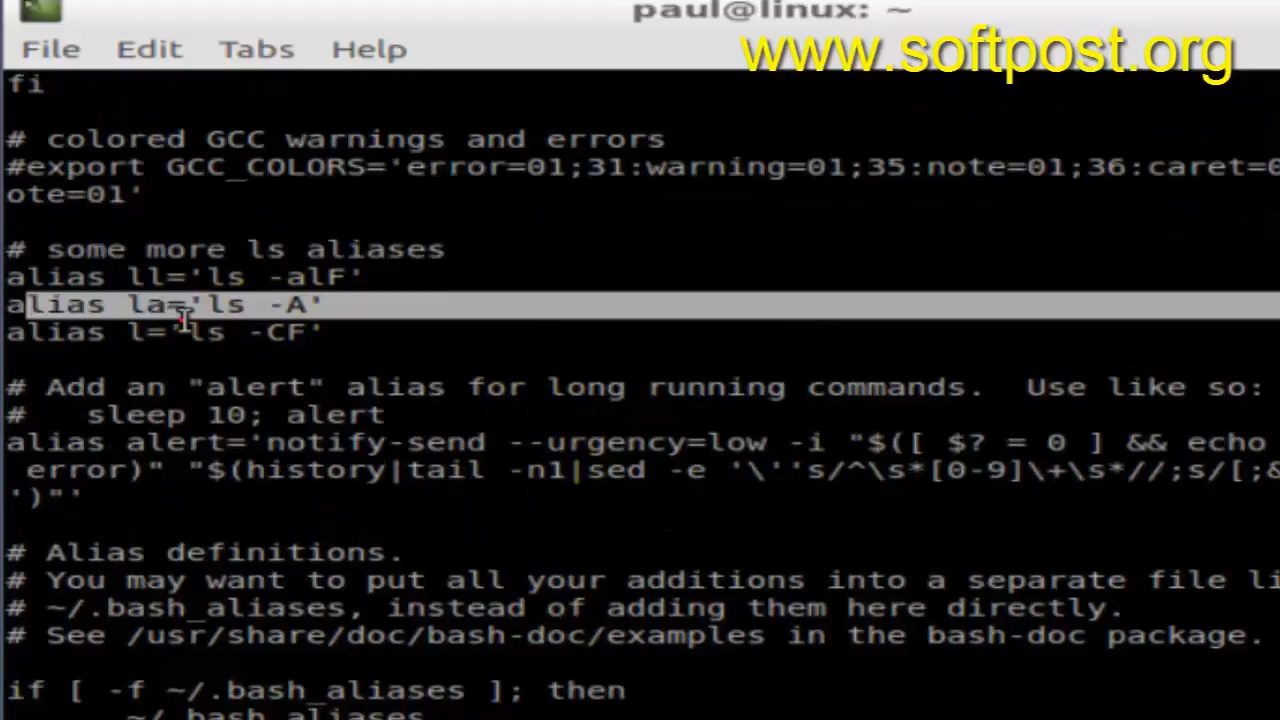 paul@linux: ~
www.softpost.org
File Edit Tabs Help
fi
# colored GCC warnings and errors
#export GCC_COLORS='error=01;31:warning=01;35:note=01;36:caret=0
ote=01'
# some more ls aliases
alias ll='ls -alF'
alias la='ls -A'
alias l='ls -CF'
# Add an "alert" alias for long running commands.  Use like so:
#   sleep 10; alert
alias alert='notify-send --urgency=low -i "$([ $? = 0 ] && echo
error)" "$(history|tail -n1|sed -e '\''s/^\s*[0-9]\+\s*//;s/[;&
')"'
# Alias definitions.
# You may want to put all your additions into a separate file li
# ~/.bash_aliases, instead of adding them here directly.
# See /usr/share/doc/bash-doc/examples in the bash-doc package.
if [ -f ~/.bash_aliases ]; then
~/.bash_aliases